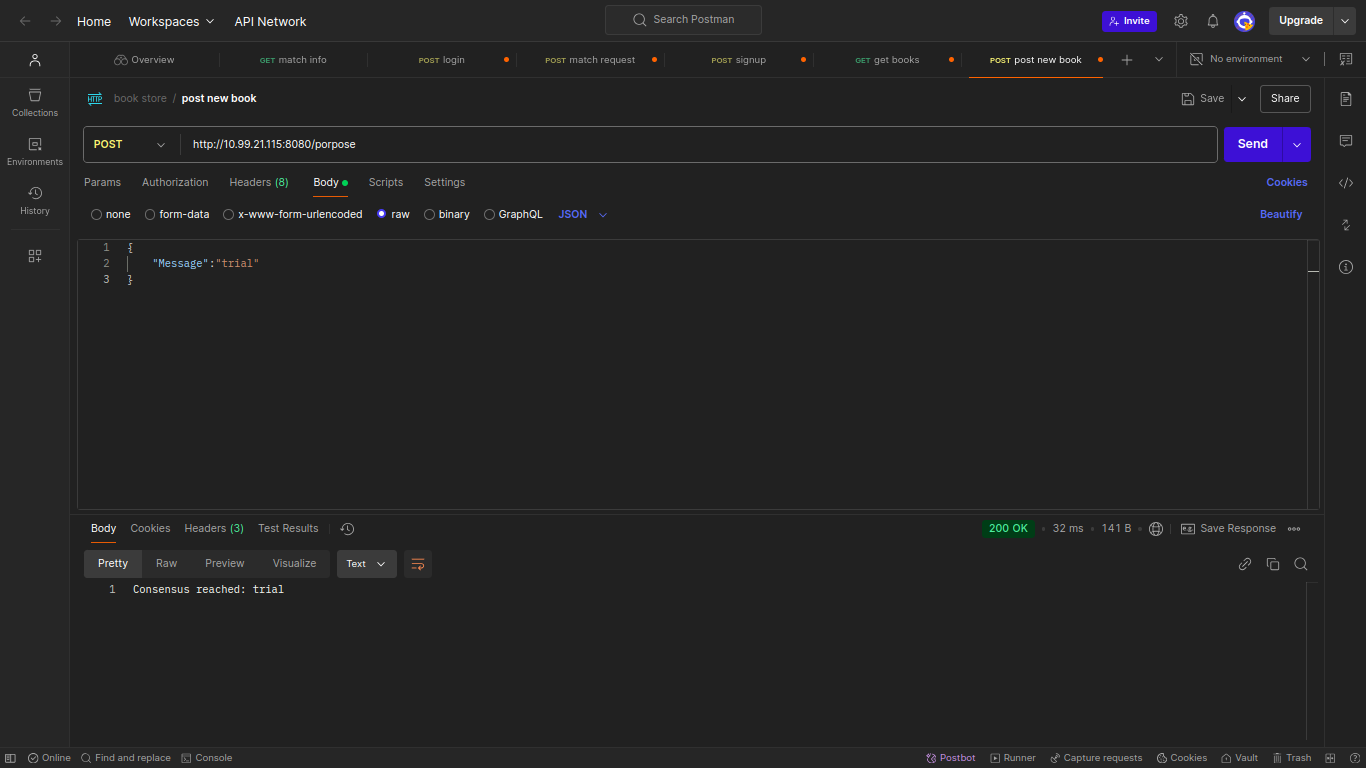 Home Workspaces API Network Search Postman Invite Upgrade
Overview GET match info POST login POST match request POST signup GET get books POST post new book No environment
HTTP book store / post new book Save Share
POST http://10.99.21.115:8080/porpose Send
Params Authorization Headers (8) Body Scripts Settings Cookies
none form-data x-www-form-urlencoded raw binary GraphQL JSON Beautify
1 {
2 "Message":"trial"
3 }
Collections
Environments
History
Body Cookies Headers (3) Test Results 200 OK 32 ms 141 B Save Response
Pretty Raw Preview Visualize Text
1 Consensus reached: trial
Online Find and replace Console Postbot Runner Capture requests Cookies Vault Trash